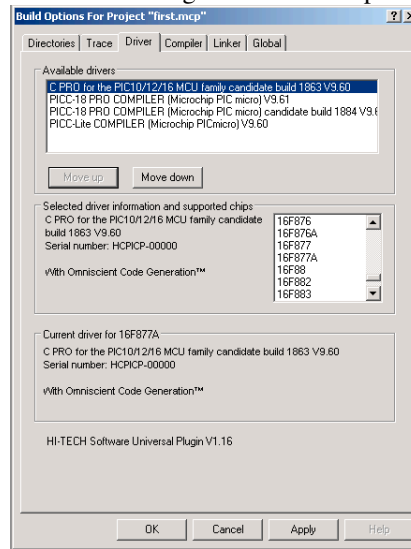 Build Options For Project "first.mcp"
Directories Trace Driver Compiler Linker Global
Available drivers
C PRO for the PIC10/12/16 MCU family candidate build 1863 V9.60
PICC-18 PRO COMPILER (Microchip PIC micro) V9.61
PICC-18 PRO COMPILER (Microchip PIC micro) candidate build 1884 V9.6
PICC-Lite COMPILER (Microchip PICmicro) V9.60
Move up Move down
Selected driver information and supported chips
C PRO for the PIC10/12/16 MCU family candidate
build 1863 V9.60
Serial number: HCPICP-00000
With Omniscient Code Generation™
16F876
16F876A
16F877
16F877A
16F88
16F882
16F883
Current driver for 16F877A
C PRO for the PIC10/12/16 MCU family candidate build 1863 V9.60
Serial number: HCPICP-00000
With Omniscient Code Generation™
HI-TECH Software Universal Plugin V1.16
OK Cancel Apply Help